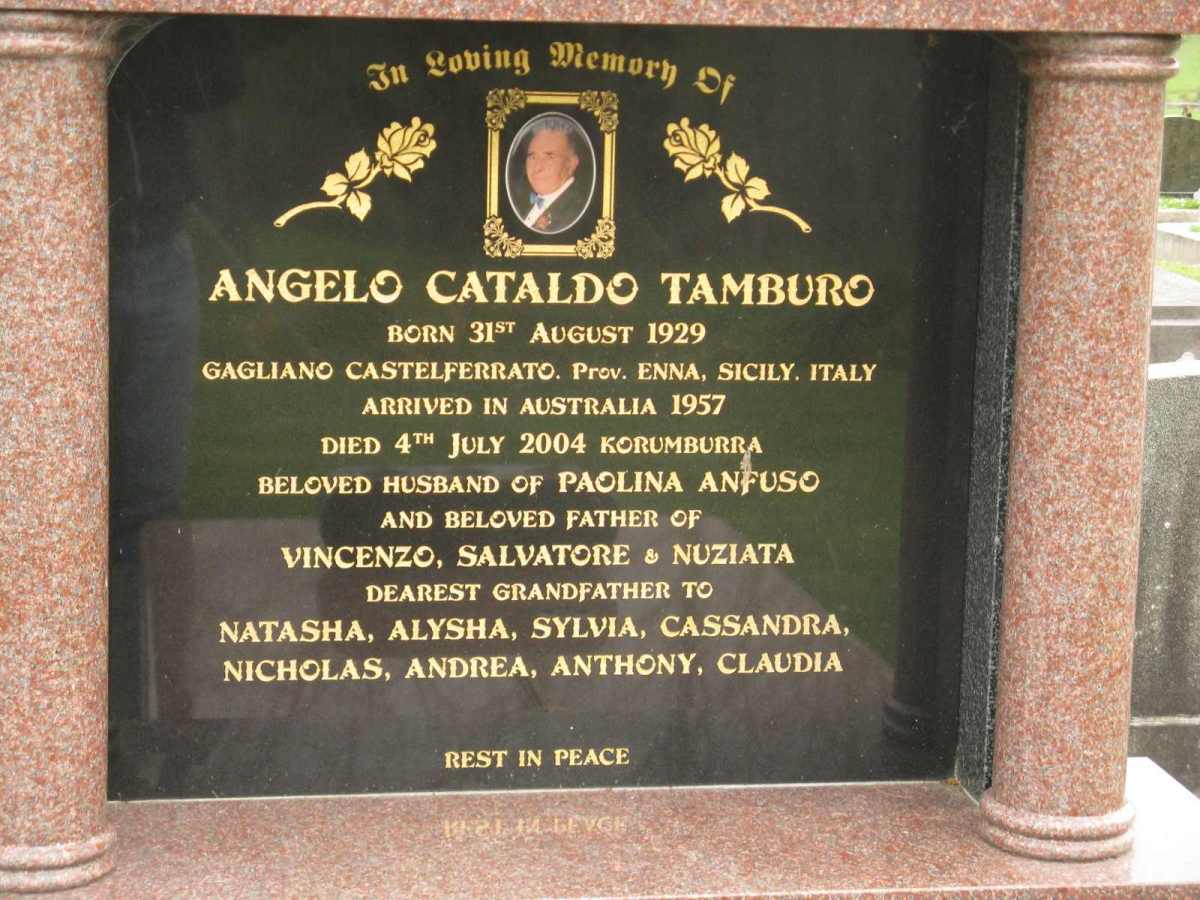 In Loving Memory Of
ANGELO CATALDO TAMBURO
BORN 31ST AUGUST 1929
GAGLIANO CASTELFERRATO. Prov. ENNA, SICILY. ITALY
ARRIVED IN AUSTRALIA 1957
DIED 4TH JULY 2004 KORUMBURRA
BELOVED HUSBAND OF PAOLINA ANFUSO
AND BELOVED FATHER OF
VINCENZO, SALVATORE & NUZIATA
DEAREST GRANDFATHER TO
NATASHA, ALYSHA, SYLVIA, CASSANDRA,
NICHOLAS, ANDREA, ANTHONY, CLAUDIA
REST IN PEACE